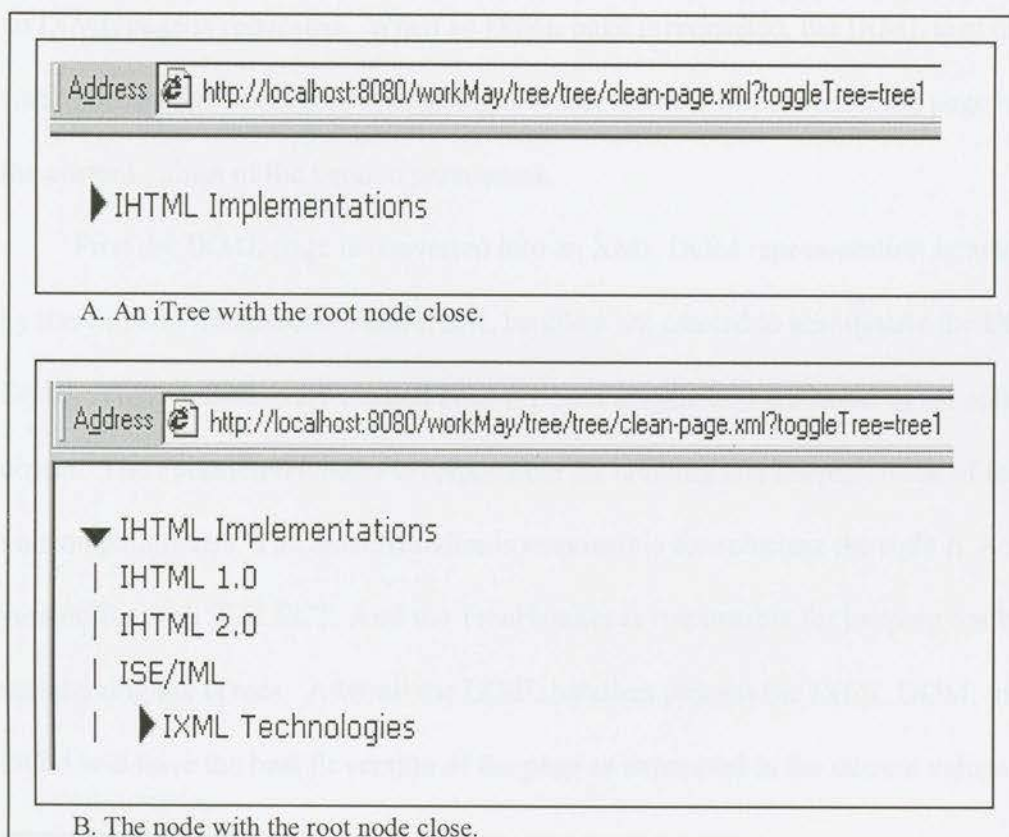 Address http://localhost:8080/workMay/tree/tree/clean-page.xml?toggleTree=tree1
IHTML Implementations
A. An iTree with the root node close.
Address http://localhost:8080/workMay/tree/tree/clean-page.xml?toggleTree=tree1
IHTML Implementations
IHTML 1.0
IHTML 2.0
ISE/IML
IXML Technologies
B. The node with the root node close.